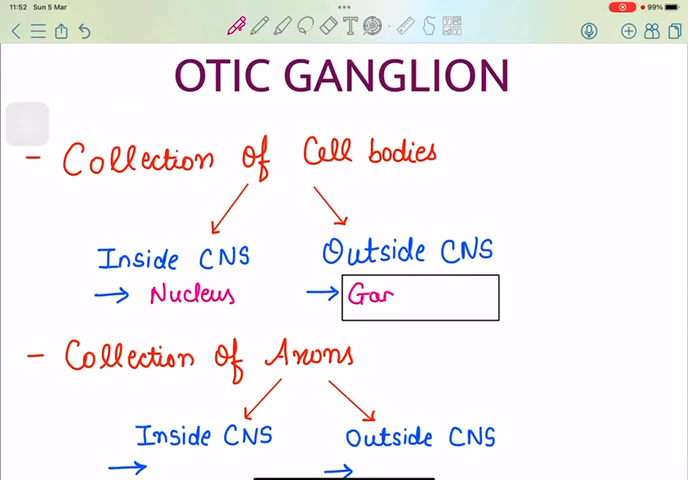 11:52 Sun 5 Mar 99%
OTIC GANGLION
- Collection of Cell bodies
Inside CNS Outside CNS
→ Nucleus → Gan
- Collection of Axons
Inside CNS Outside CNS
→ →